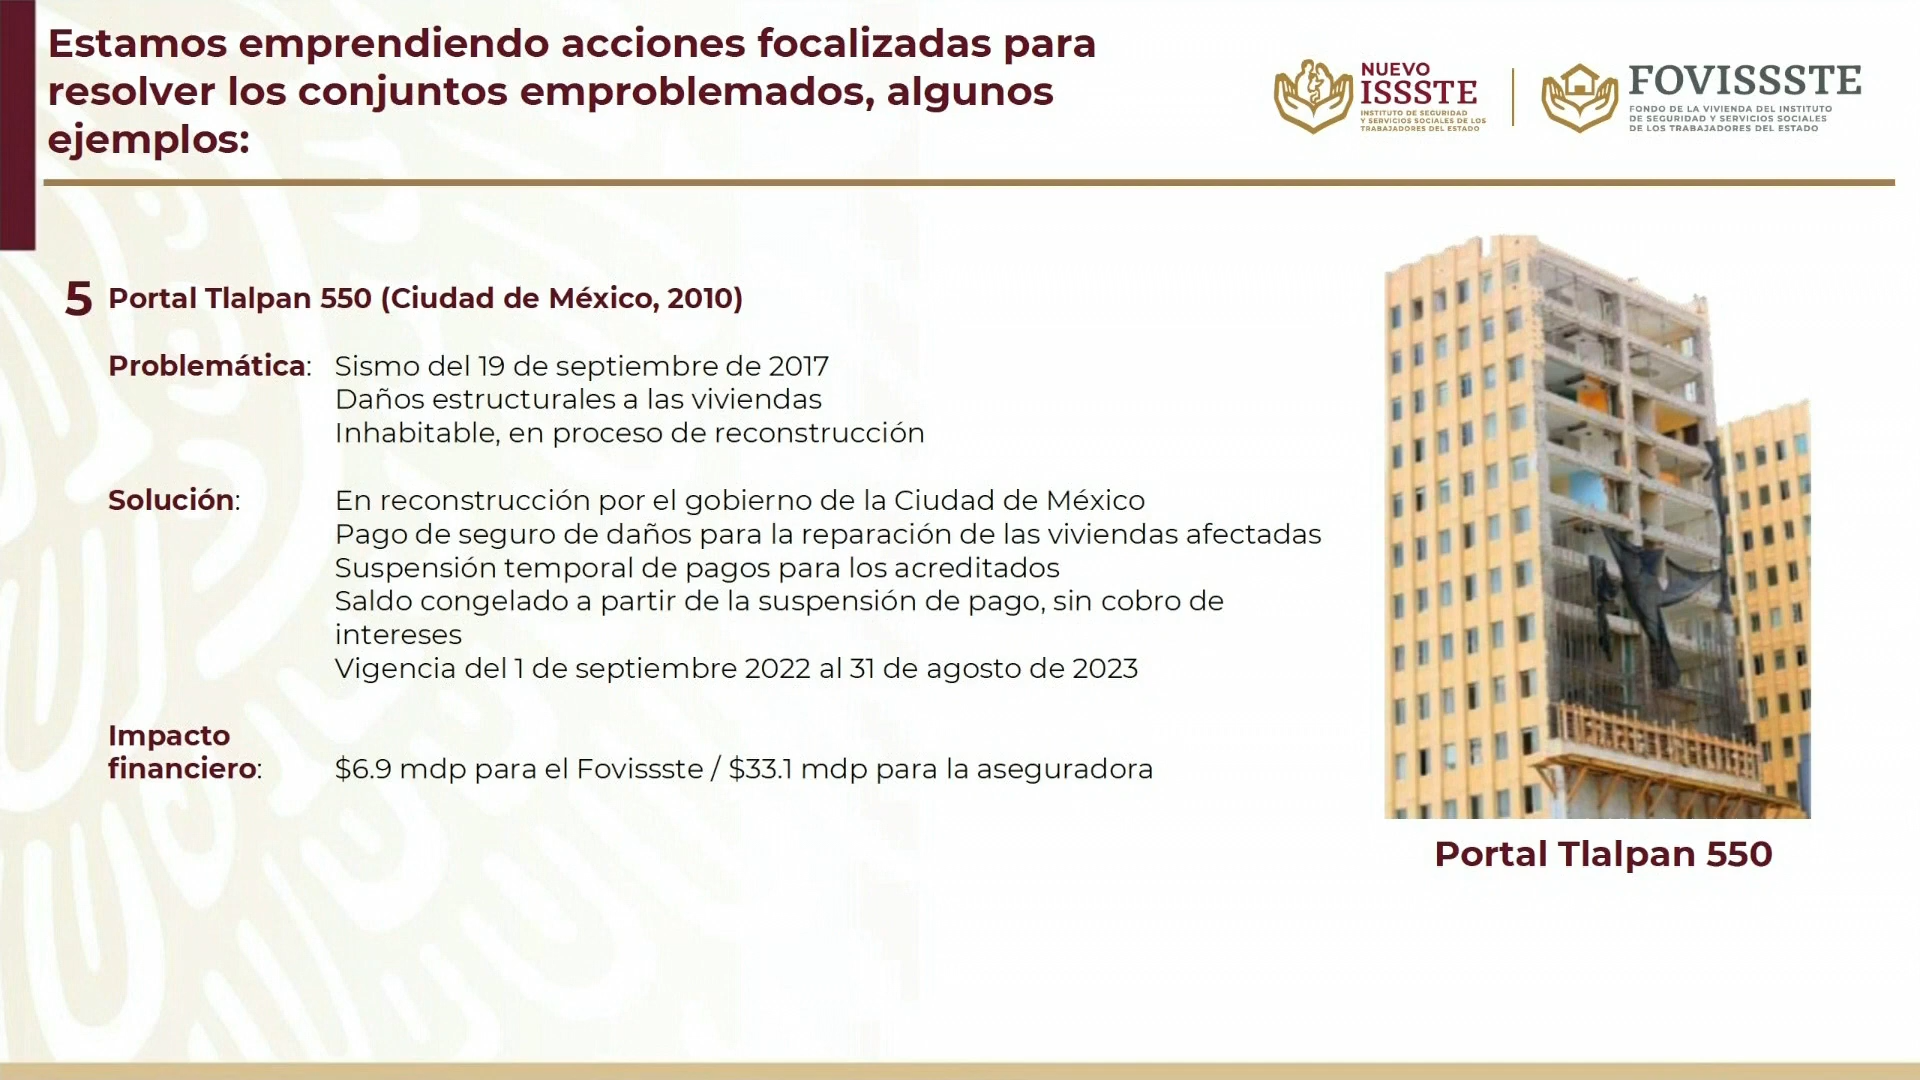 Estamos emprendiendo acciones focalizadas para
resolver los conjuntos emproblemados, algunos
ejemplos:
NUEVO
ISSSTE
INSTITUTO DE SEGURIDAD
Y SERVICIOS SOCIALES DE LOS
TRABAJADORES DEL ESTADO
FOVISSSTE
FONDO DE LA VIVIENDA DEL INSTITUTO
DE SEGURIDAD Y SERVICIOS SOCIALES
DE LOS TRABAJADORES DEL ESTADO
5 Portal Tlalpan 550 (Ciudad de México, 2010)
Problemática: Sismo del 19 de septiembre de 2017
Daños estructurales a las viviendas
Inhabitable, en proceso de reconstrucción
Solución: En reconstrucción por el gobierno de la Ciudad de México
Pago de seguro de daños para la reparación de las viviendas afectadas
Suspensión temporal de pagos para los acreditados
Saldo congelado a partir de la suspensión de pago, sin cobro de
intereses
Vigencia del 1 de septiembre 2022 al 31 de agosto de 2023
Impacto
financiero: $6.9 mdp para el Fovissste / $33.1 mdp para la aseguradora
Portal Tlalpan 550